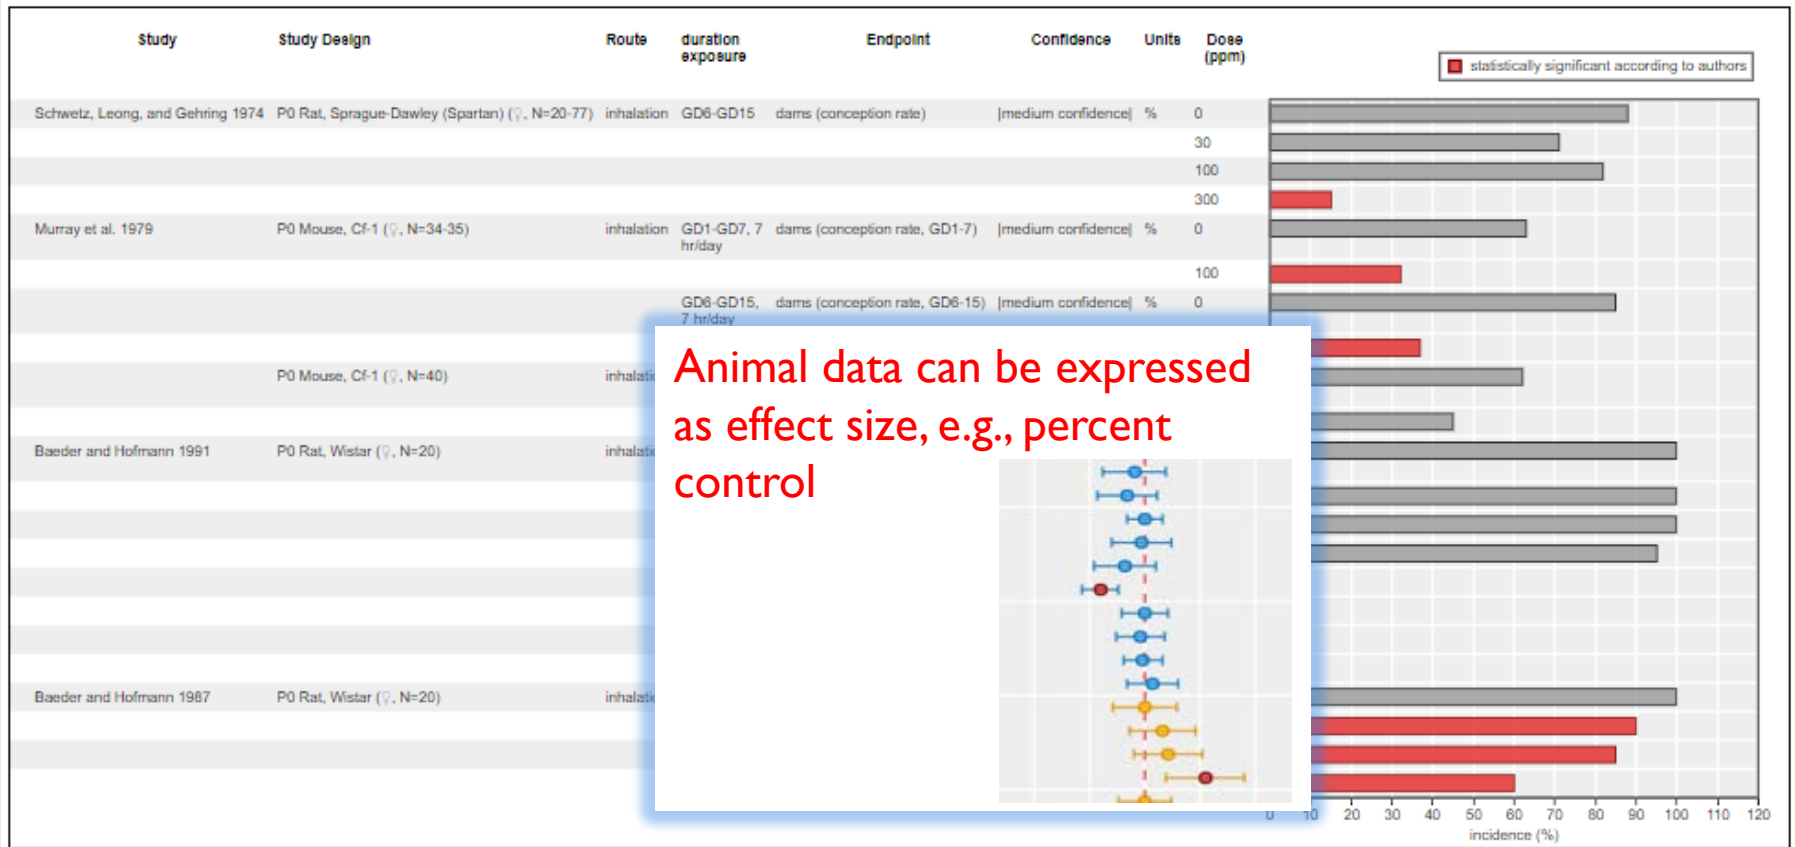 Study Study Design Route duration exposure Endpoint Confidence Units Dose (ppm)
statistically significant according to authors
Schwetz, Leong, and Gehring 1974 P0 Rat, Sprague-Dawley (Spartan) (♀, N=20-77) inhalation GD6-GD15 dams (conception rate) |medium confidence| % 0
30
100
300
Murray et al. 1979 P0 Mouse, Cf-1 (♀, N=34-35) inhalation GD1-GD7, 7 hr/day dams (conception rate, GD1-7) |medium confidence| % 0
100
GD6-GD15, 7 hr/day dams (conception rate, GD6-15) |medium confidence| % 0
P0 Mouse, Cf-1 (♀, N=40)
Baeder and Hofmann 1991 P0 Rat, Wistar (♀, N=20)
Baeder and Hofmann 1987 P0 Rat, Wistar (♀, N=20)
Animal data can be expressed
as effect size, e.g., percent
control
0 10 20 30 40 50 60 70 80 90 100 110 120
incidence (%)